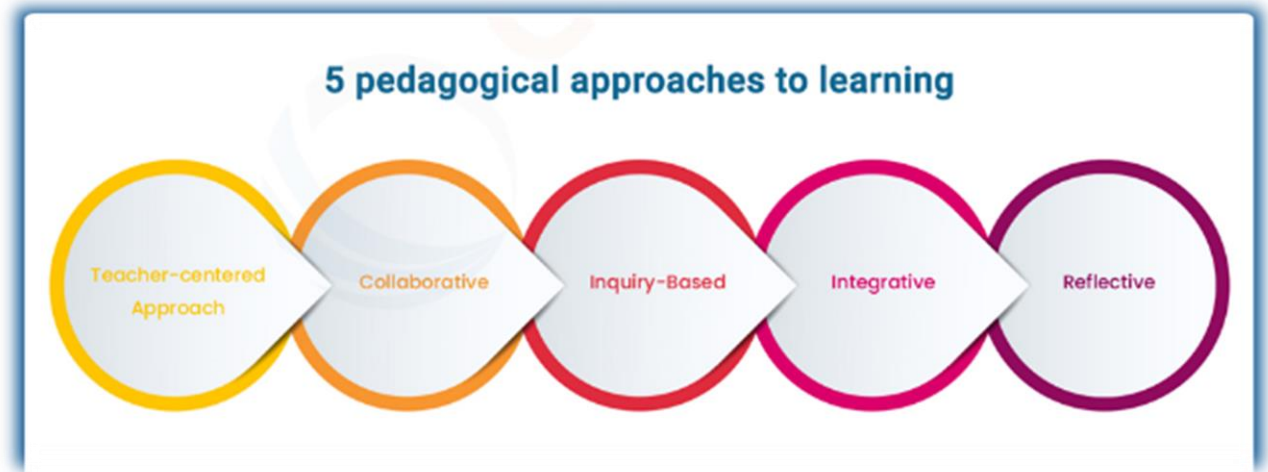 5 pedagogical approaches to learning
Teacher-centered
Approach
Collaborative
Inquiry-Based
Integrative
Reflective